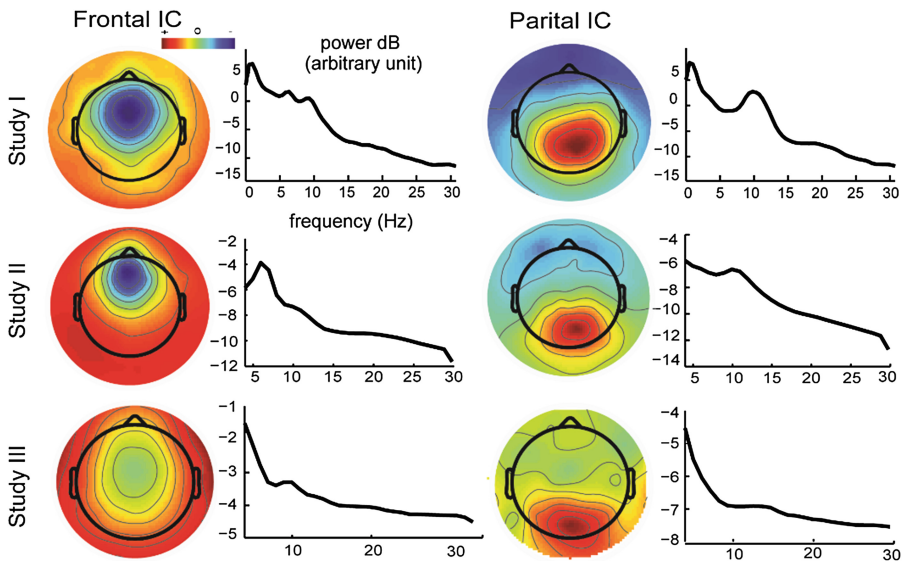 Frontal IC
Parital IC
+ 0 -
power dB
(arbitrary unit)
Study I
5
0
−5
−10
−15
0 5 10 15 20 25 30
5
0
−5
−10
−15
0 5 10 15 20 25 30
frequency (Hz)
Study II
−2
−4
−6
−8
−10
−12
5 10 15 20 25 30
−4
−6
−8
−10
−12
−14
5 10 15 20 25 30
Study III
−1
−2
−3
−4
−5
10 20 30
−4
−5
−6
−7
−8
10 20 30